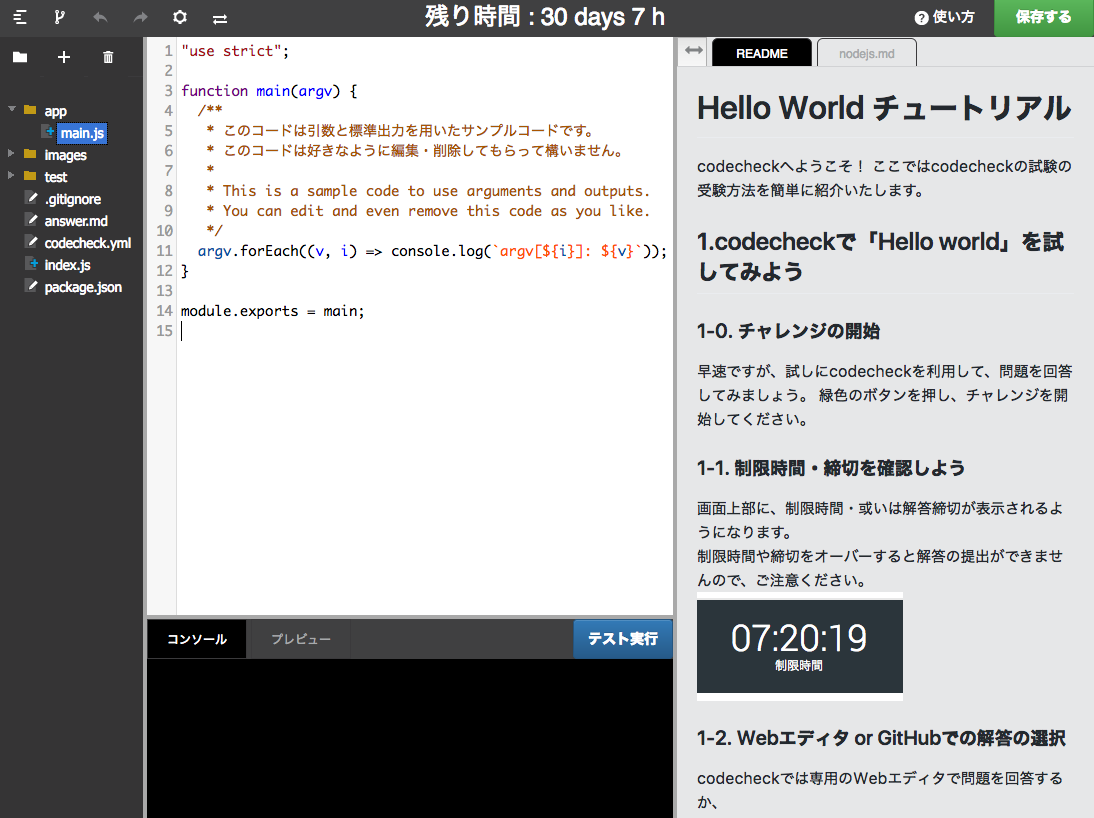 残り時間 : 30 days 7 h
使い方
保存する
app
main.js
images
test
.gitignore
answer.md
codecheck.yml
index.js
package.json
1 "use strict";
2
3 function main(argv) {
4   /**
5    * このコードは引数と標準出力を用いたサンプルコードです。
6    * このコードは好きなように編集・削除してもらって構いません。
7    *
8    * This is a sample code to use arguments and outputs.
9    * You can edit and even remove this code as you like.
10    */
11   argv.forEach((v, i) => console.log(`argv[${i}]: ${v}`));
12 }
13
14 module.exports = main;
15
コンソール
プレビュー
テスト実行
README
nodejs.md
Hello World チュートリアル
codecheckへようこそ！ ここではcodecheckの試験の
受験方法を簡単に紹介いたします。
1.codecheckで「Hello world」を試
してみよう
1-0. チャレンジの開始
早速ですが、試しにcodecheckを利用して、問題を回答
してみましょう。 緑色のボタンを押し、チャレンジを開
始してください。
1-1. 制限時間・締切を確認しよう
画面上部に、制限時間・或いは解答締切が表示されるよ
うになります。
制限時間や締切をオーバーすると解答の提出ができませ
んので、ご注意ください。
07:20:19
制限時間
1-2. Webエディタ or GitHubでの解答の選択
codecheckでは専用のWebエディタで問題を回答する
か、